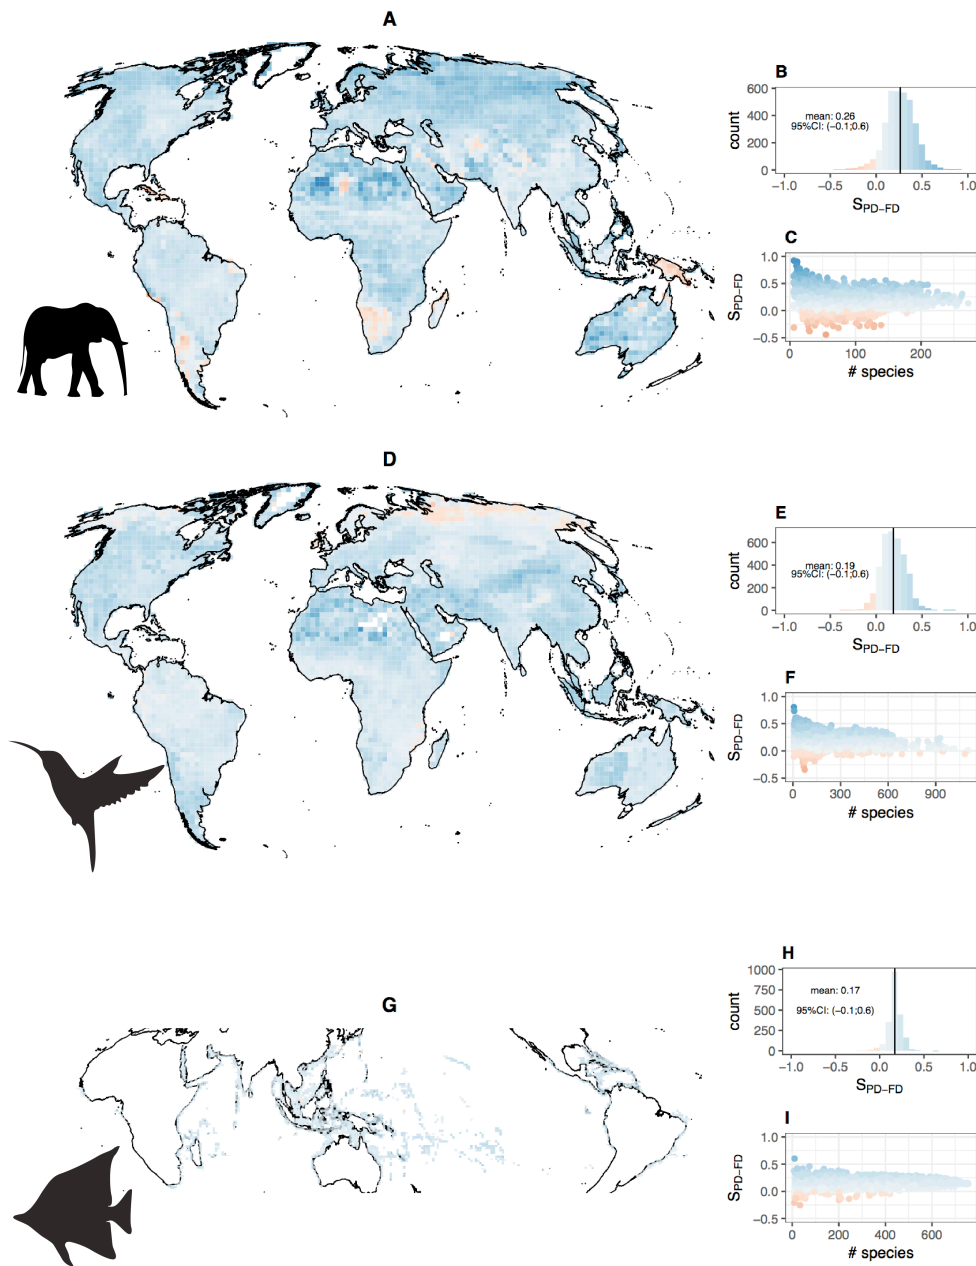 A
B
600
400
200
0
count
mean: 0.26
95%CI: (−0.1;0.6)
−1.0 −0.5 0.0 0.5 1.0
SPD−FD
C
1.0
0.5
0.0
−0.5
SPD−FD
0 100 200
# species
D
E
600
400
200
0
count
mean: 0.19
95%CI: (−0.1;0.6)
−1.0 −0.5 0.0 0.5 1.0
SPD−FD
F
1.0
0.5
0.0
−0.5
SPD−FD
0 300 600 900
# species
G
H
1000
750
500
250
0
count
mean: 0.17
95%CI: (−0.1;0.6)
−1.0 −0.5 0.0 0.5 1.0
SPD−FD
I
1.0
0.5
0.0
−0.5
SPD−FD
0 200 400 600
# species